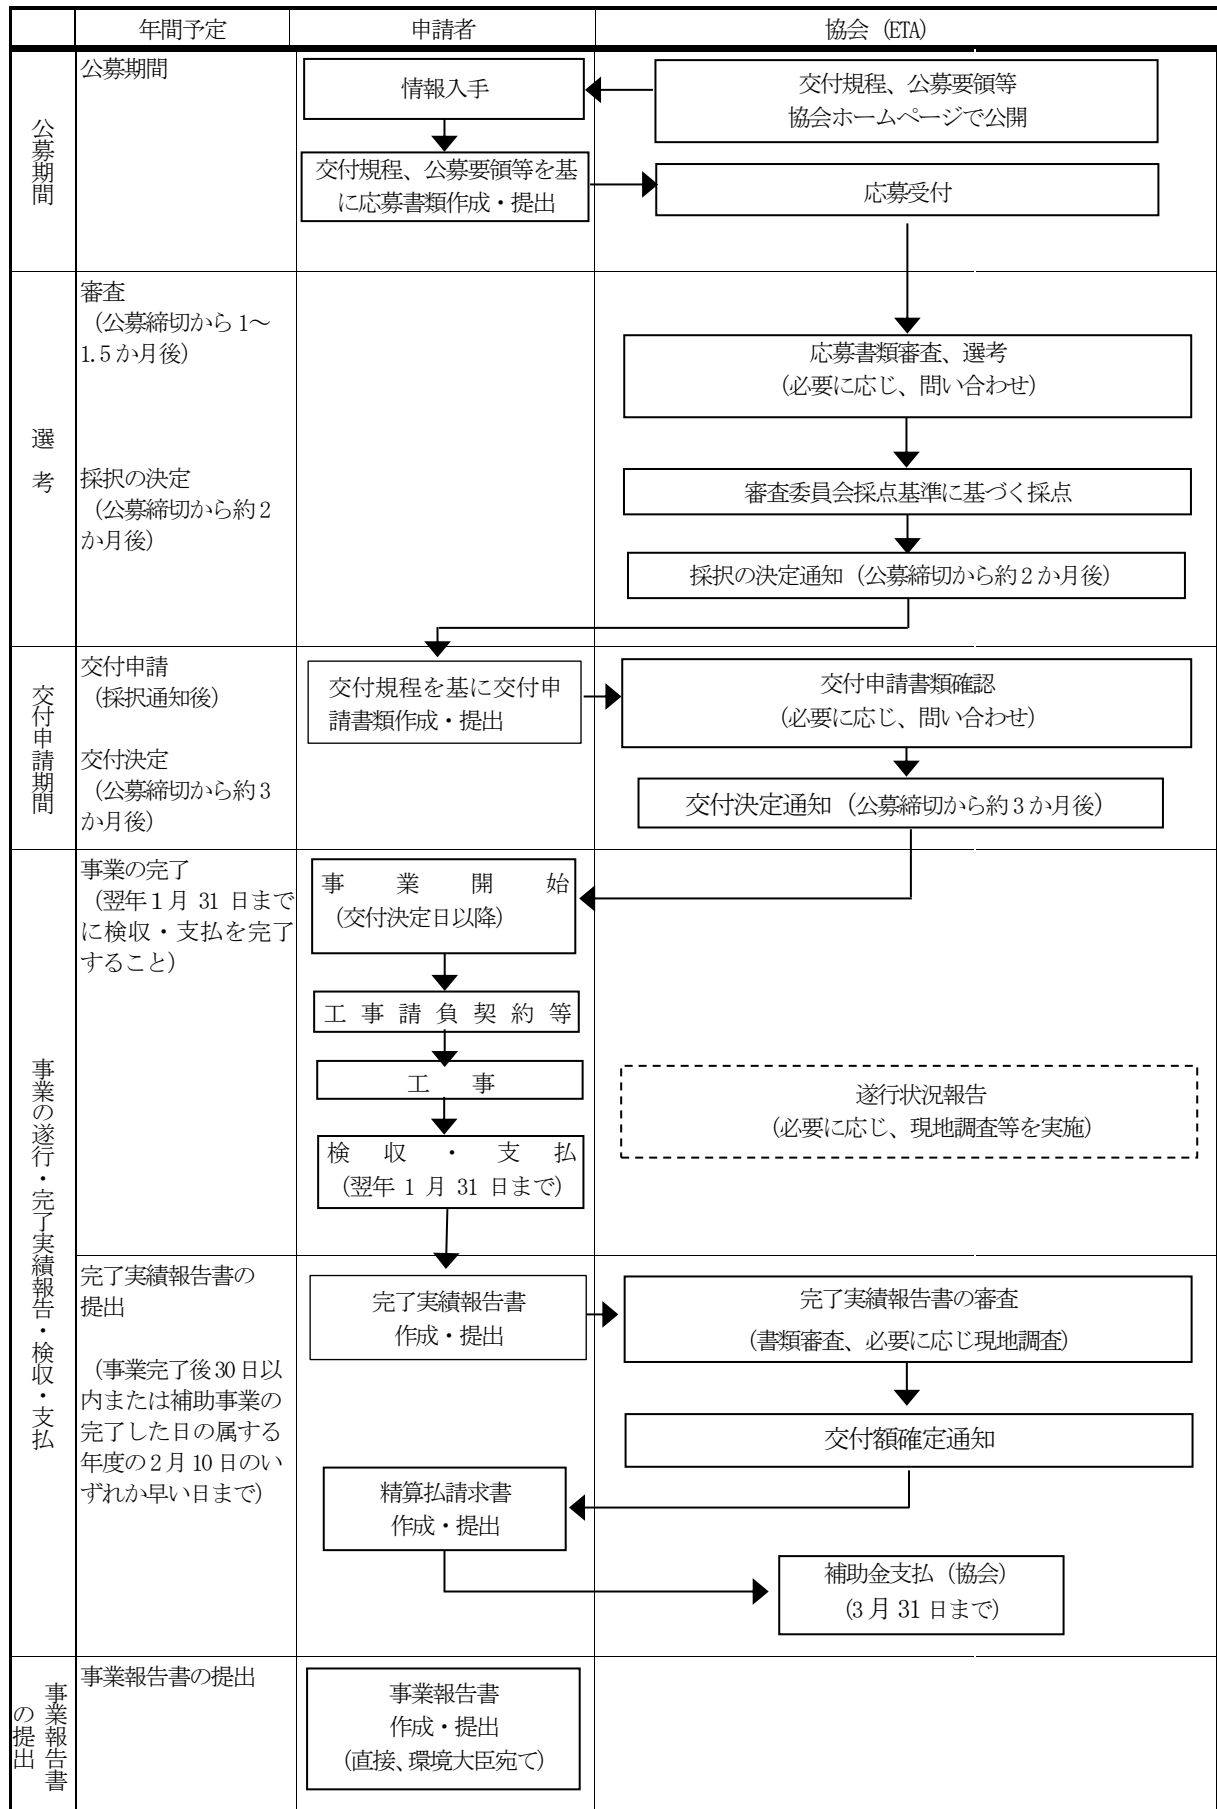 年間予定
申請者
協会（ETA）
公募期間
公募期間
情報入手
交付規程、公募要領等
協会ホームページで公開
交付規程、公募要領等を基
に応募書類作成・提出
応募受付
選考
審査
（公募締切から1～
1.5か月後）
応募書類審査、選考
（必要に応じ、問い合わせ）
採択の決定
（公募締切から約2
か月後）
審査委員会採点基準に基づく採点
採択の決定通知（公募締切から約2か月後）
交付申請期間
交付申請
（採択通知後）
交付規程を基に交付申
請書類作成・提出
交付申請書類確認
（必要に応じ、問い合わせ）
交付決定
（公募締切から約3
か月後）
交付決定通知（公募締切から約3か月後）
事業の遂行・完了実績報告・検収・支払
事業の完了
（翌年1月 31 日まで
に検収・支払を完了
すること）
事業開始
（交付決定日以降）
工事請負契約等
工事
遂行状況報告
（必要に応じ、現地調査等を実施）
検収・支払
（翌年 1 月 31 日まで）
完了実績報告書の
提出
（事業完了後30日以
内または補助事業の
完了した日の属する
年度の2月10日のい
ずれか早い日まで）
完了実績報告書
作成・提出
完了実績報告書の審査
（書類審査、必要に応じ現地調査）
交付額確定通知
精算払請求書
作成・提出
補助金支払（協会）
（3月31日まで）
事業報告書
の提出
事業報告書の提出
事業報告書
作成・提出
（直接、環境大臣宛て）